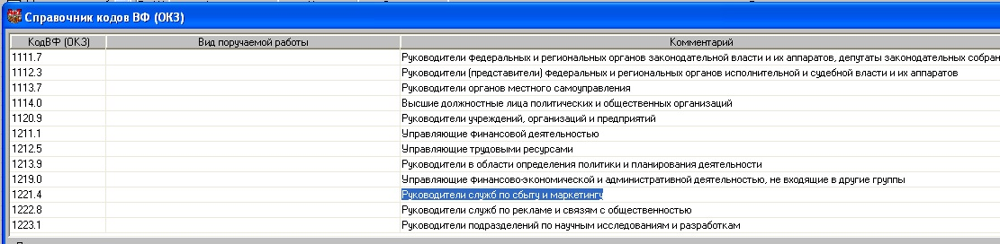 Справочник кодов ВФ (ОКЗ)
КодВФ (ОКЗ) Вид поручаемой работы Комментарий
1111.7 Руководители федеральных и региональных органов законодательной власти и их аппаратов, депутаты законодательных собран
1112.3 Руководители (представители) федеральных и региональных органов исполнительной и судебной власти и их аппаратов
1113.7 Руководители органов местного самоуправления
1114.0 Высшие должностные лица политических и общественных организаций
1120.9 Руководители учреждений, организаций и предприятий
1211.1 Управляющие финансовой деятельностью
1212.5 Управляющие трудовыми ресурсами
1213.9 Руководители в области определения политики и планирования деятельности
1219.0 Управляющие финансово-экономической и административной деятельностью, не входящие в другие группы
1221.4 Руководители служб по сбыту и маркетингу
1222.8 Руководители служб по рекламе и связям с общественностью
1223.1 Руководители подразделений по научным исследованиям и разработкам